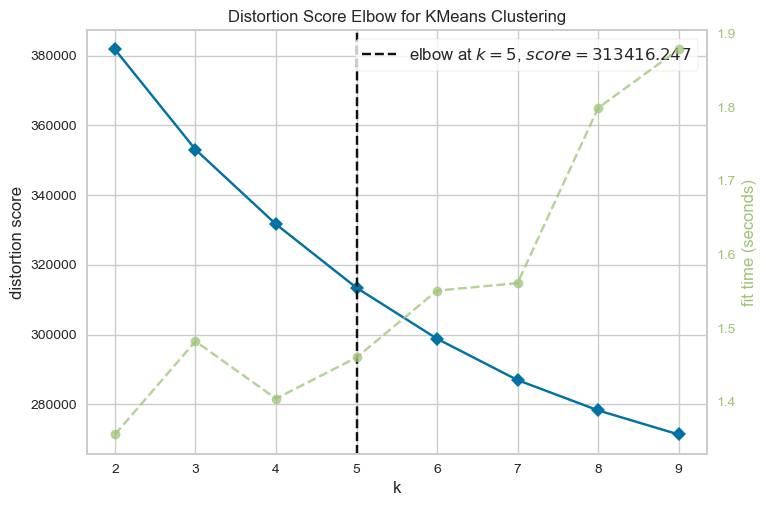 Distortion Score Elbow for KMeans Clustering
elbow at k = 5, score = 313416.247
distortion score
380000
360000
340000
320000
300000
280000
2 3 4 5 6 7 8 9
k
1.9
1.8
1.7
1.6
1.5
1.4
fit time (seconds)